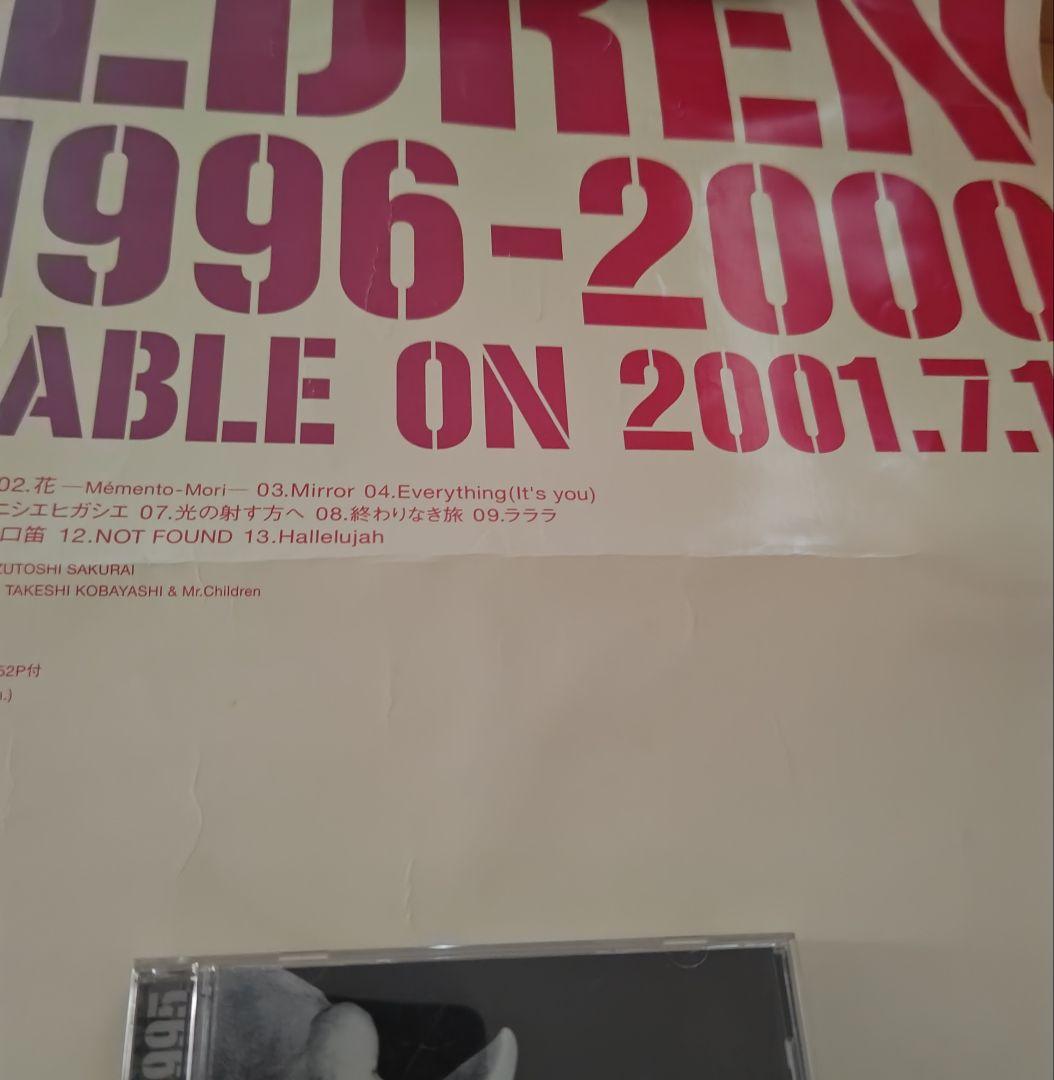 LDREN
1996-2000
ABLE ON 2001.7.1
02.花 ―Mémento-Mori― 03.Mirror 04.Everything(It's you)
ニシエヒガシエ 07.光の射す方へ 08.終わりなき旅 09.ラララ
口笛 12.NOT FOUND 13.Hallelujah
ZUTOSHI SAKURAI
TAKESHI KOBAYASHI & Mr.Children
52P付
995